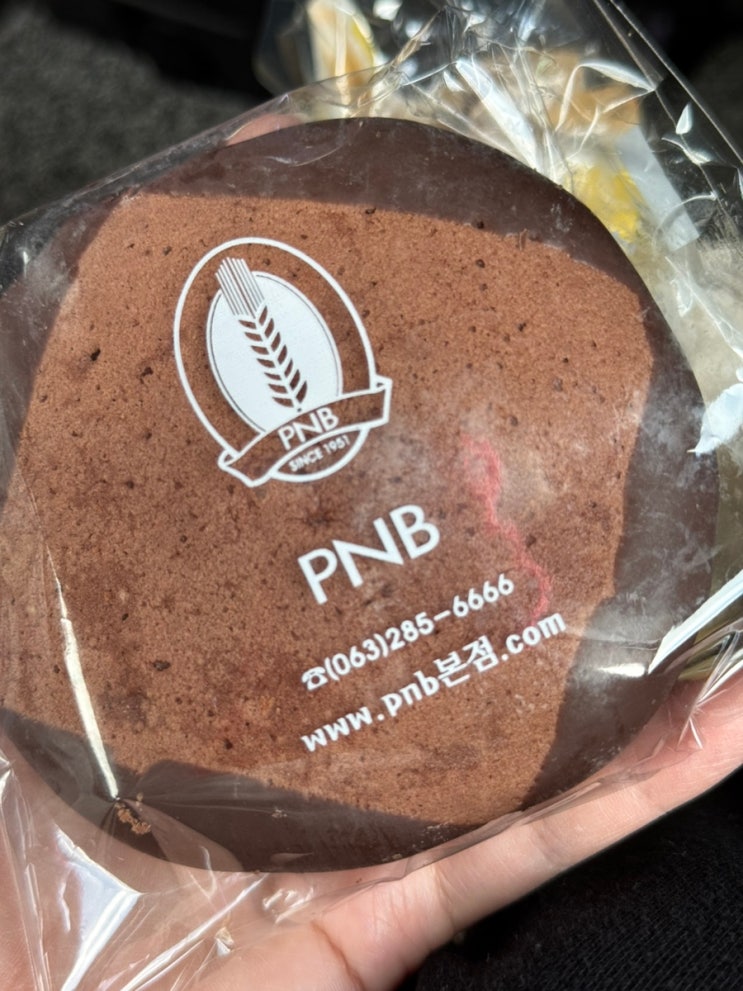 PNB
SINCE 1951
PNB
☎(063)285-6666
www.pnb본점.com